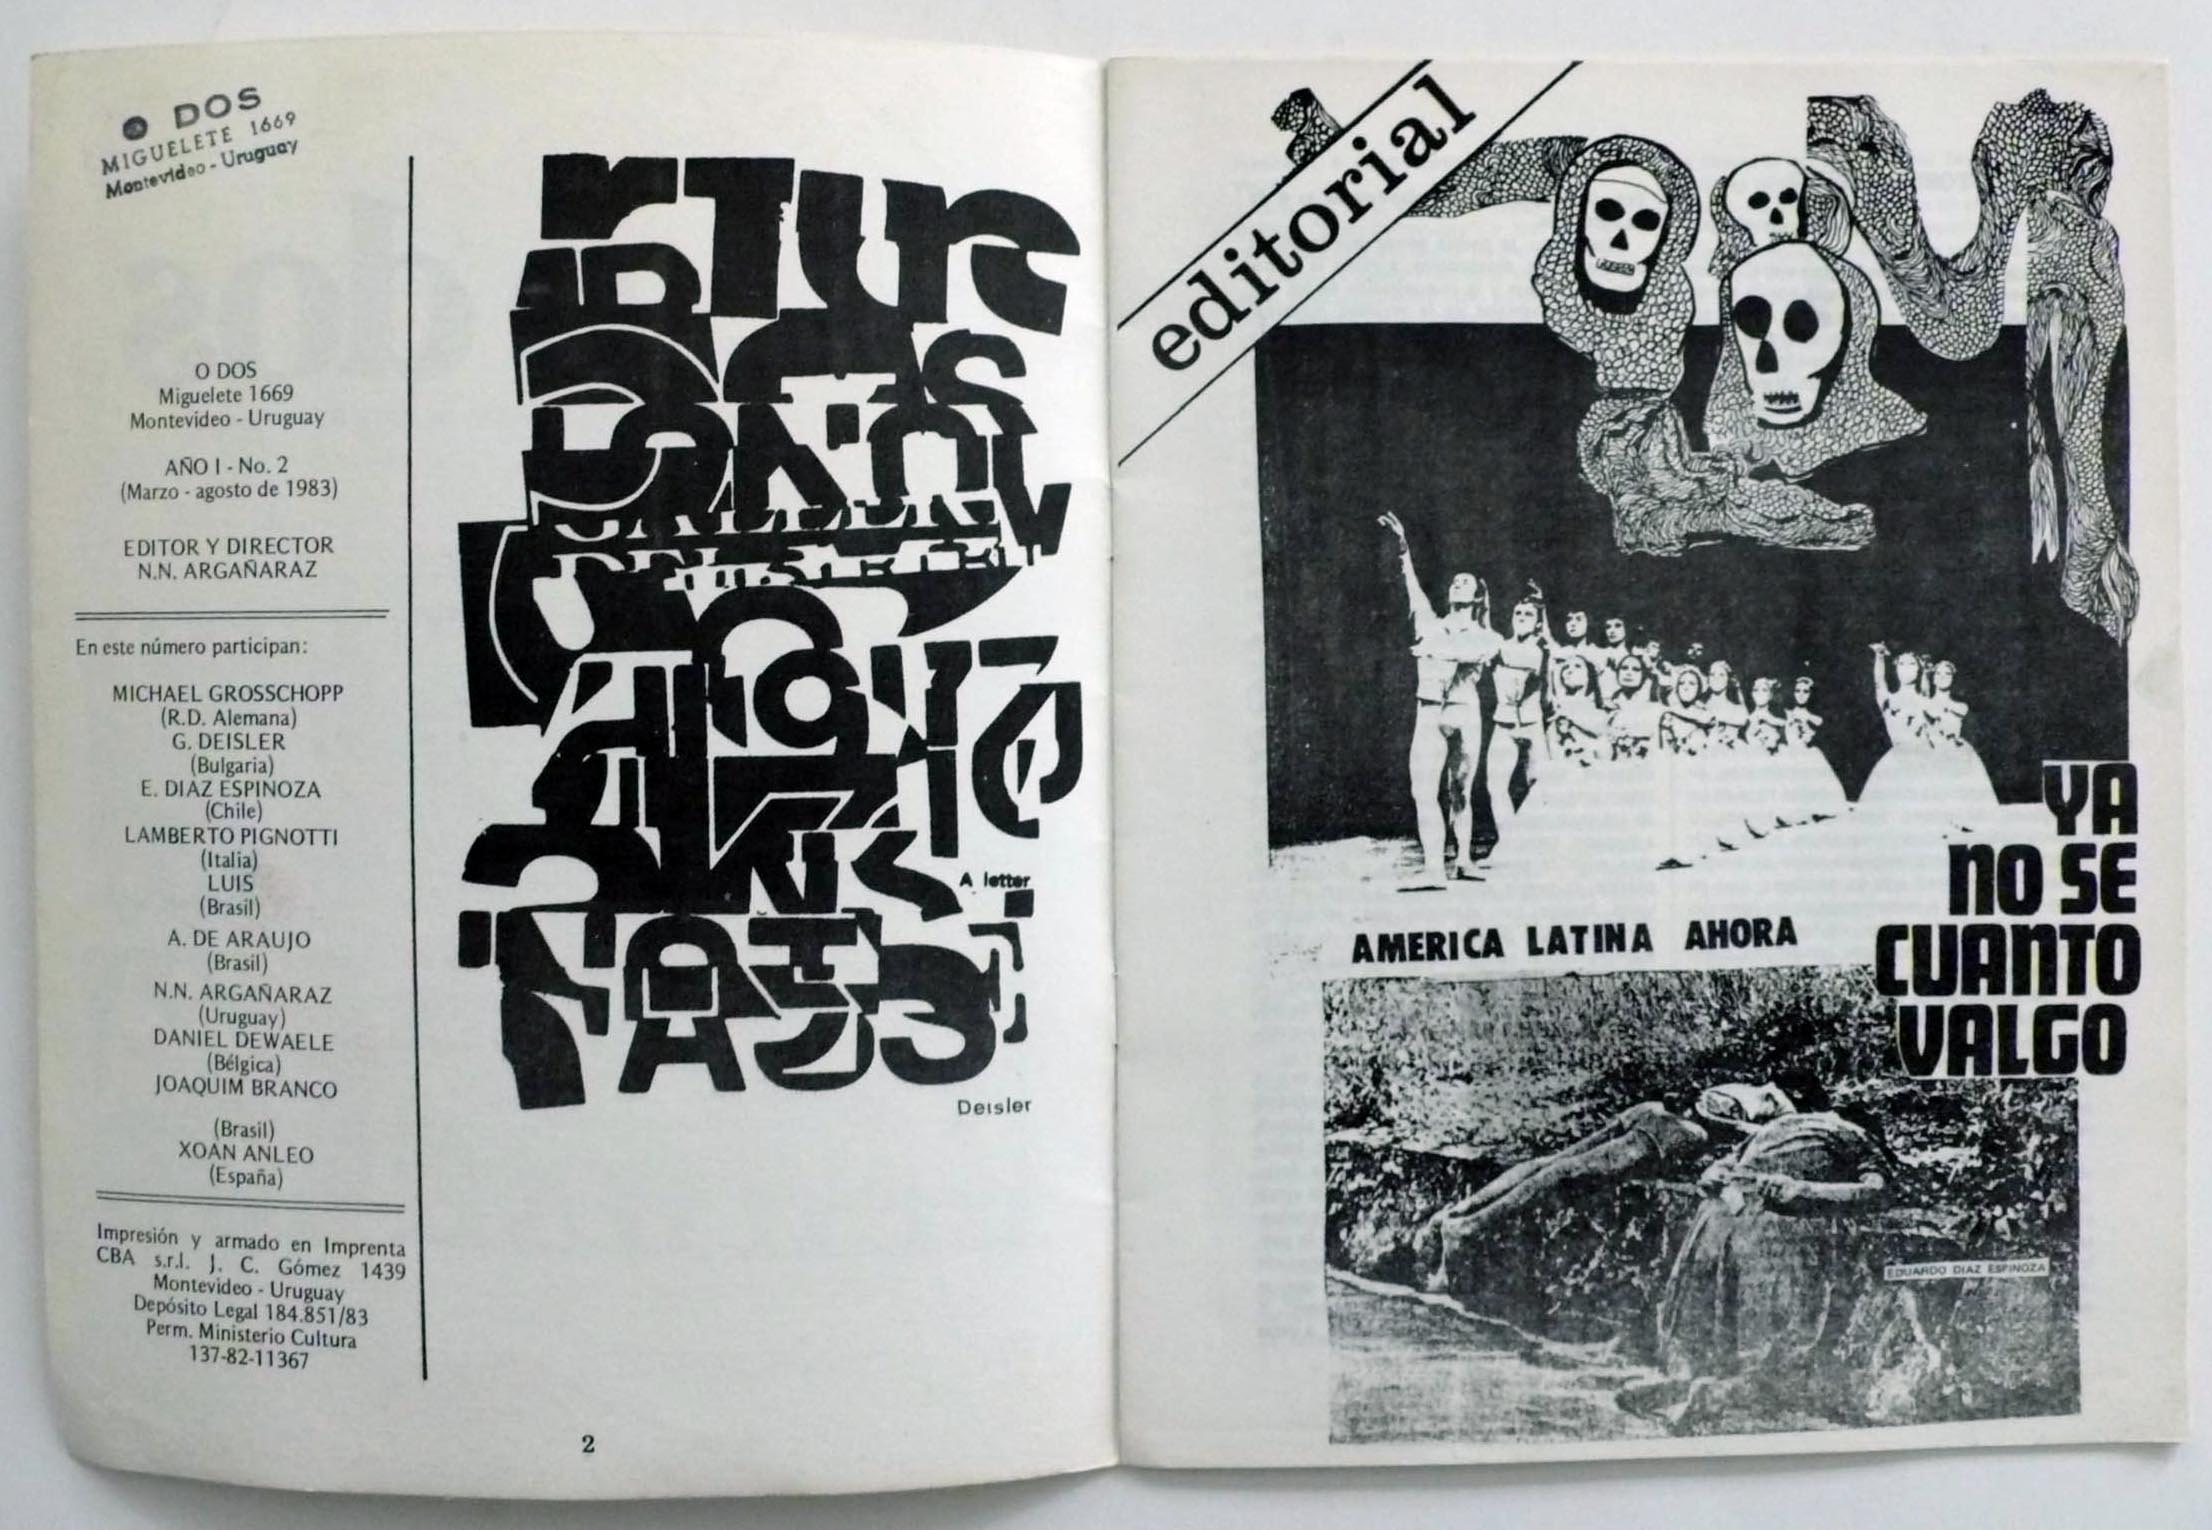 O DOS
MIGUELETE 1669
Montevideo - Uruguay
O DOS
Miguelete 1669
Montevideo - Uruguay
AÑO I - No. 2
(Marzo - agosto de 1983)
EDITOR Y DIRECTOR
N.N. ARGAÑARAZ
En este número participan:
MICHAEL GROSSCHOPP
(R.D. Alemana)
G. DEISLER
(Bulgaria)
E. DIAZ ESPINOZA
(Chile)
LAMBERTO PIGNOTTI
(Italia)
LUIS
(Brasil)
A. DE ARAUJO
(Brasil)
N.N. ARGAÑARAZ
(Uruguay)
DANIEL DEWAELE
(Bélgica)
JOAQUIM BRANCO
(Brasil)
XOAN ANLEO
(España)
Impresión y armado en Imprenta
CBA s.r.l. J. C. Gómez 1439
Montevideo - Uruguay
Depósito Legal 184.851/83
Perm. Ministerio Cultura
137-82-11367
A letter
Deisler
2
editorial
YA
NO SE
CUANTO
VALGO
AMERICA LATINA AHORA
EDUARDO DIAZ ESPINOZA